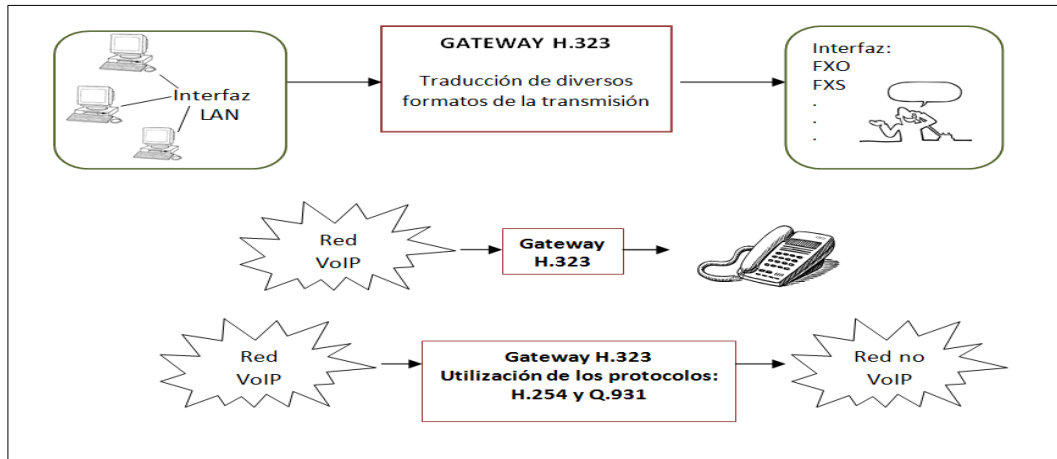 Interfaz
LAN
GATEWAY H.323
Traducción de diversos
formatos de la transmisión
Interfaz:
FXO
FXS
.
.
.
Red
VoIP
Gateway
H.323
Red
VoIP
Gateway H.323
Utilización de los protocolos:
H.254 y Q.931
Red no
VoIP